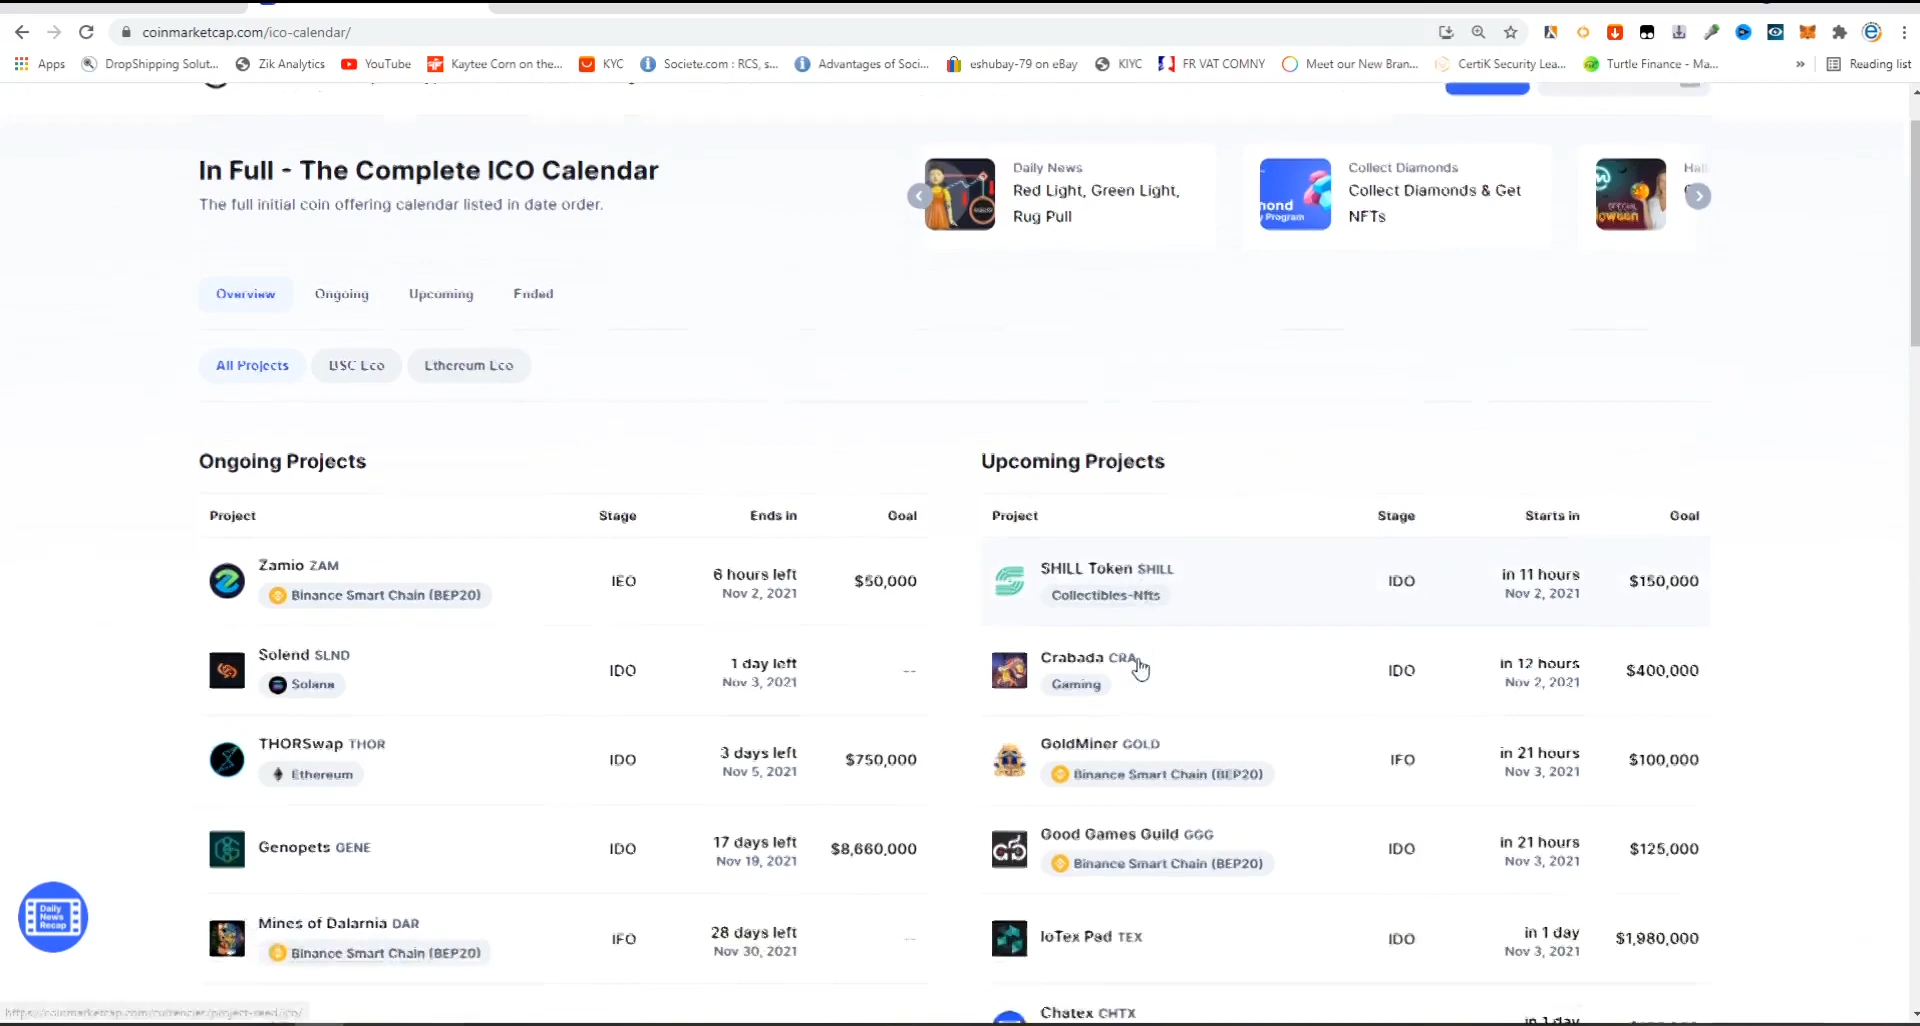 coinmarketcap.com/ico-calendar/
Apps DropShipping Solut... Zik Analytics YouTube Kaytee Corn on the... KYC Societe.com : RCS, s... Advantages of Soci... eshubay-79 on eBay KIYC FR VAT COMNY Meet our New Bran... CertiK Security Lea... Turtle Finance - Ma... » Reading list
In Full - The Complete ICO Calendar
The full initial coin offering calendar listed in date order.
Daily News
Red Light, Green Light,
Rug Pull
Collect Diamonds
Collect Diamonds & Get
NFTs
Overview Ongoing Upcoming Ended
All Projects BSC Eco Ethereum Eco
Ongoing Projects
Project Stage Ends in Goal
Zamio ZAM
Binance Smart Chain (BEP20)
IEO
6 hours left
Nov 2, 2021
$50,000
Solend SLND
Solana
IDO
1 day left
Nov 3, 2021
--
THORSwap THOR
Ethereum
IDO
3 days left
Nov 5, 2021
$750,000
Genopets GENE
IDO
17 days left
Nov 19, 2021
$8,660,000
Mines of Dalarnia DAR
Binance Smart Chain (BEP20)
IFO
28 days left
Nov 30, 2021
--
Upcoming Projects
Project Stage Starts in Goal
SHILL Token SHILL
Collectibles-Nfts
IDO
in 11 hours
Nov 2, 2021
$150,000
Crabada CRA
Gaming
IDO
in 12 hours
Nov 2, 2021
$400,000
GoldMiner GOLD
Binance Smart Chain (BEP20)
IFO
in 21 hours
Nov 3, 2021
$100,000
Good Games Guild GGG
Binance Smart Chain (BEP20)
IDO
in 21 hours
Nov 3, 2021
$125,000
IoTex Pad TEX
IDO
in 1 day
Nov 3, 2021
$1,980,000
Chatex CHTX
in 1 day
Daily
News
Recap